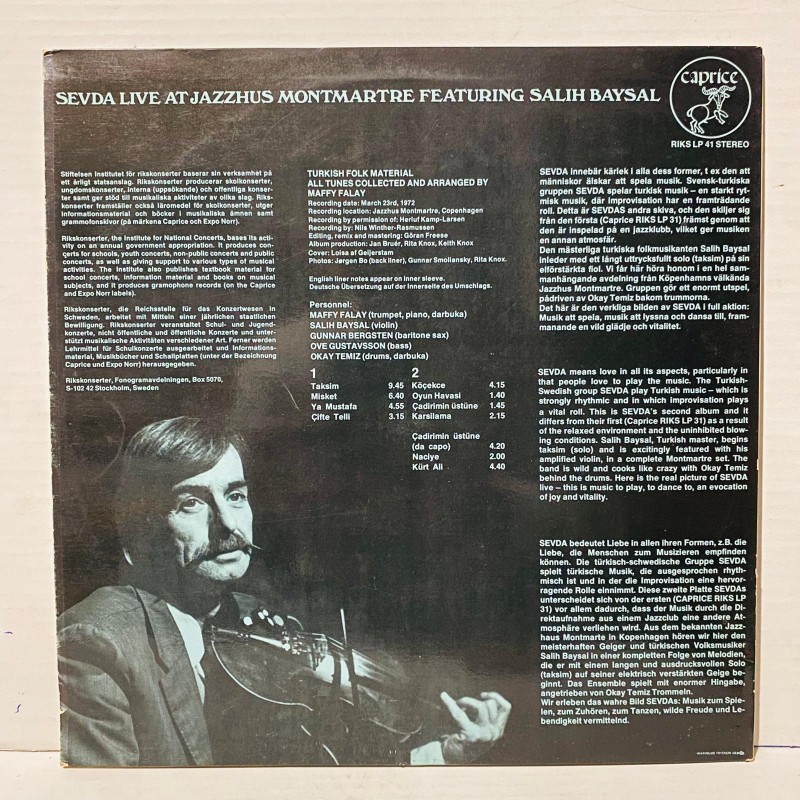 SEVDA LIVE AT JAZZHUS MONTMARTRE FEATURING SALIH BAYSAL
caprice
RIKS LP 41 STEREO
Stiftelsen Institutet för rikskonserter baserar sin verksamhet på
ett årligt statsanslag. Rikskonserter producerar skolkonserter,
ungdomskonserter, interna (uppsökande) och offentliga konser-
ter samt ger stöd till musikaliska aktiviteter av olika slag. Riks-
konserter framställer också läromedel för skolkonserter, utger
informationsmaterial och böcker i musikaliska ämnen samt
grammofonskivor (på märkena Caprice och Expo Norr).
Rikskonserter, the Institute for National Concerts, bases its acti-
vity on an annual government appropriation. It produces con-
certs for schools, youth concerts, non-public concerts and public
concerts, as well as giving support to various types of musical
activities. The Institute also publishes textbook material for
school concerts, information material and books on musical
subjects, and it produces gramophone records (on the Caprice
and Expo Norr labels).
Rikskonserter, die Reichsstelle für das Konzertwesen in
Schweden, arbeitet mit Mitteln einer jährlichen staatlichen
Bewilligung. Rikskonserter veranstaltet Schul- und Jugend-
konzerte, nicht öffentliche und öffentliche Konzerte und unter-
stützt musikalische Aktivitäten verschiedener Art. Ferner werden
Lehrmittel für Schulkonzerte ausgearbeitet und Informations-
material, Musikbücher und Schallplatten (unter der Bezeichnung
Caprice und Expo Norr) herausgegeben.
Rikskonserter, Fonogramavdelningen, Box 5070,
S-102 42 Stockholm, Sweden
TURKISH FOLK MATERIAL
ALL TUNES COLLECTED AND ARRANGED BY
MAFFY FALAY
Recording date: March 23rd, 1972
Recording location: Jazzhus Montmartre, Copenhagen
Recording by permission of: Herluf Kamp-Larsen
Recording by: Nils Winther-Rasmussen
Editing, remix and mastering: Göran Freese
Album production: Jan Bruér, Rita Knox, Keith Knox
Cover: Loisa af Geijerstam
Photos: Jørgen Bo (back liner), Gunnar Smoliansky, Rita Knox.
English liner notes appear on inner sleeve.
Deutsche Übersetzung auf der Innenseite des Umschlags.
Personnel:
MAFFY FALAY (trumpet, piano, darbuka)
SALIH BAYSAL (violin)
GUNNAR BERGSTEN (baritone sax)
OVE GUSTAVSSON (bass)
OKAY TEMIZ (drums, darbuka)
1
Taksim 9.45
Misket 6.40
Ya Mustafa 4.55
Çifte Telli 3.15
2
Köçekce 4.15
Oyun Havasi 1.40
Çadirimin üstüne 1.45
Karsilama 2.15
Çadirimin üstüne
(da capo) 4.20
Naciye 2.00
Kürt Ali 4.40
SEVDA innebär kärlek i alla dess former, t ex den att
människor älskar att spela musik. Svensk-turkiska
gruppen SEVDA spelar turkisk musik – en starkt ryt-
misk musik, där improvisation har en framträdande
roll. Detta är SEVDAS andra skiva, och den skiljer sig
från den första (Caprice RIKS LP 31) främst genom att
den är inspelad på en jazzklubb, vilket ger musiken
en annan atmosfär.
Den mästerliga turkiska folkmusikanten Salih Baysal
inleder med ett långt uttrycksfullt solo (taksim) på sin
elförstärkta fiol. Vi får här höra honom i en hel sam-
manhängande avdelning från Köpenhamns välkända
Jazzhus Montmartre. Gruppen gör ett enormt utspel,
pådriven av Okay Temiz bakom trummorna.
Det här är den verkliga bilden av SEVDA i full aktion:
Musik att spela, musik att lyssna och dansa till, fram-
manande en vild glädje och vitalitet.
SEVDA means love in all its aspects, particularly in
that people love to play the music. The Turkish-
Swedish group SEVDA play Turkish music – which is
strongly rhythmic and in which improvisation plays
a vital roll. This is SEVDA's second album and it
differs from their first (Caprice RIKS LP 31) as a result
of the relaxed environment and the uninhibited blow-
ing conditions. Salih Baysal, Turkish master, begins
taksim (solo) and is excitingly featured with his
amplified violin, in a complete Montmartre set. The
band is wild and cooks like crazy with Okay Temiz
behind the drums. Here is the real picture of SEVDA
live – this is music to play, to dance to, an evocation
of joy and vitality.
SEVDA bedeutet Liebe in allen ihren Formen, z.B. die
Liebe, die Menschen zum Musizieren empfinden
können. Die türkisch-schwedische Gruppe SEVDA
spielt türkische Musik, die ausgesprochen rhyth-
misch ist und in der die Improvisation eine hervor-
ragende Rolle einnimmt. Diese zweite Platte SEVDAs
unterscheidet sich von der ersten (CAPRICE RIKS LP
31) vor allem dadurch, dass der Musik durch die Di-
rektaufnahme aus einem Jazzclub eine andere At-
mosphäre verliehen wird. Aus dem bekannten Jazz-
haus Montmarte in Kopenhagen hören wir hier den
meisterhaften Geiger und türkischen Volksmusiker
Salih Baysal in einer kompletten Folge von Melodien,
die er mit einem langen und ausdrucksvollen Solo
(taksim) auf seiner elektrisch verstärkten Geige be-
ginnt. Das Ensemble spielt mit enormer Hingabe,
angetrieben von Okay Temiz Trommeln.
Wir erleben das wahre Bild SEVDAs: Musik zum Spie-
len, zum Zuhören, zum Tanzen, wilde Freude und Le-
bendigkeit vermittelnd.